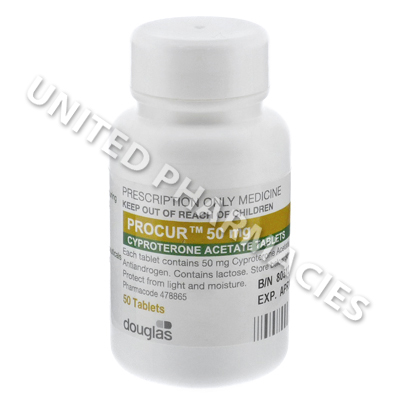 PRESCRIPTION ONLY MEDICINE
KEEP OUT OF REACH OF CHILDREN
PROCUR™ 50 mg
CYPROTERONE ACETATE TABLETS
Each tablet contains 50 mg Cyproterone Aceta
Antiandrogen. Contains lactose. Store
Protect from light and moisture.
Pharmacode 478865
50 Tablets
B/N
EXP.
douglas
UNITED PHARMACIES